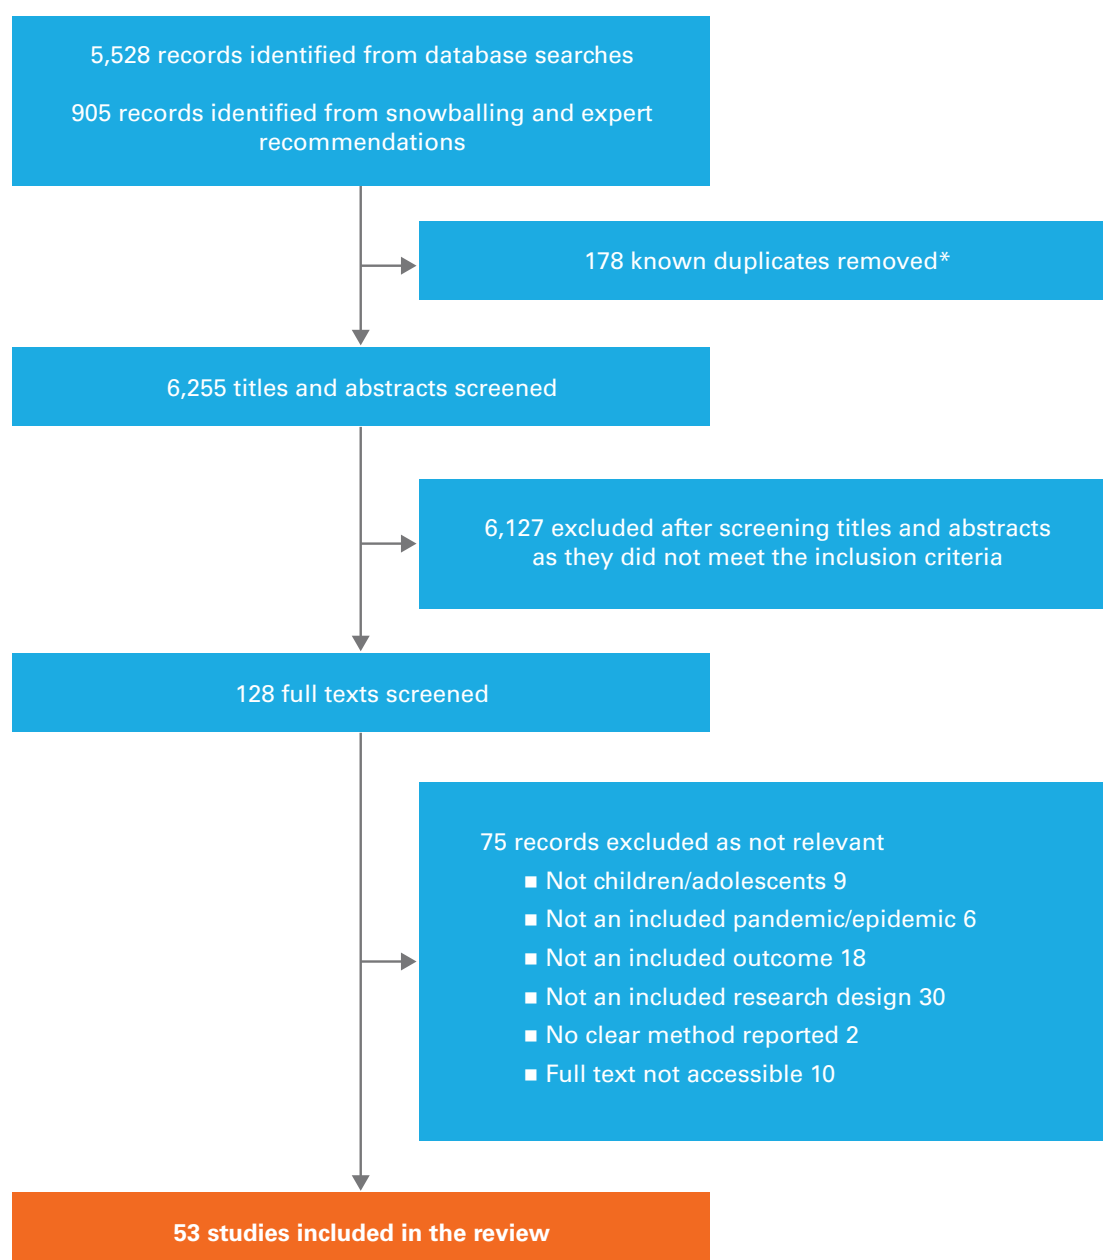 5,528 records identified from database searches
905 records identified from snowballing and expert
recommendations
178 known duplicates removed*
6,255 titles and abstracts screened
6,127 excluded after screening titles and abstracts
as they did not meet the inclusion criteria
128 full texts screened
75 records excluded as not relevant
■ Not children/adolescents 9
■ Not an included pandemic/epidemic 6
■ Not an included outcome 18
■ Not an included research design 30
■ No clear method reported 2
■ Full text not accessible 10
53 studies included in the review